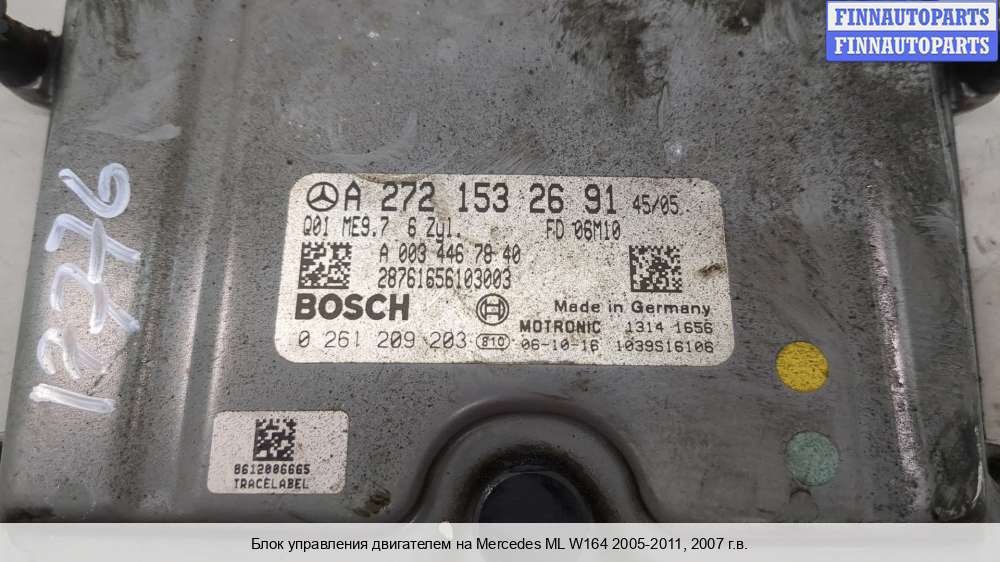 FINNAUTOPARTS
FINNAUTOPARTS
1276
A 272 153 26 91 45/05
Q01 ME9.7 6 Zyl. FD 06M10
A 003 446 78 40
28761656103003
BOSCH
Made in Germany
MOTRONIC 1314 1656
0 261 209 203 810 06-10-16 1039S16106
8612006665
TRACELABEL
Блок управления двигателем на Mercedes ML W164 2005-2011, 2007 г.в.